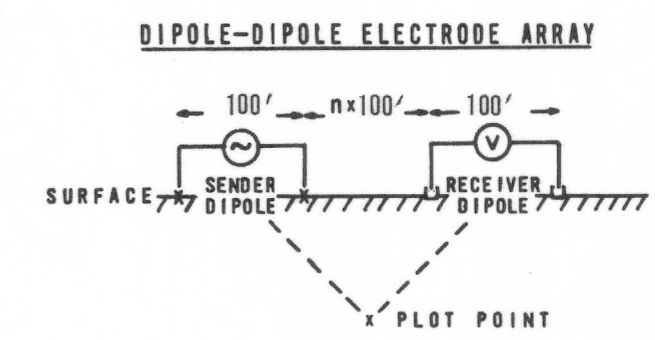 DIPOLE-DIPOLE ELECTRODE ARRAY
100' n×100' 100'
~ V
SURFACE SENDER DIPOLE RECEIVER DIPOLE
x PLOT POINT